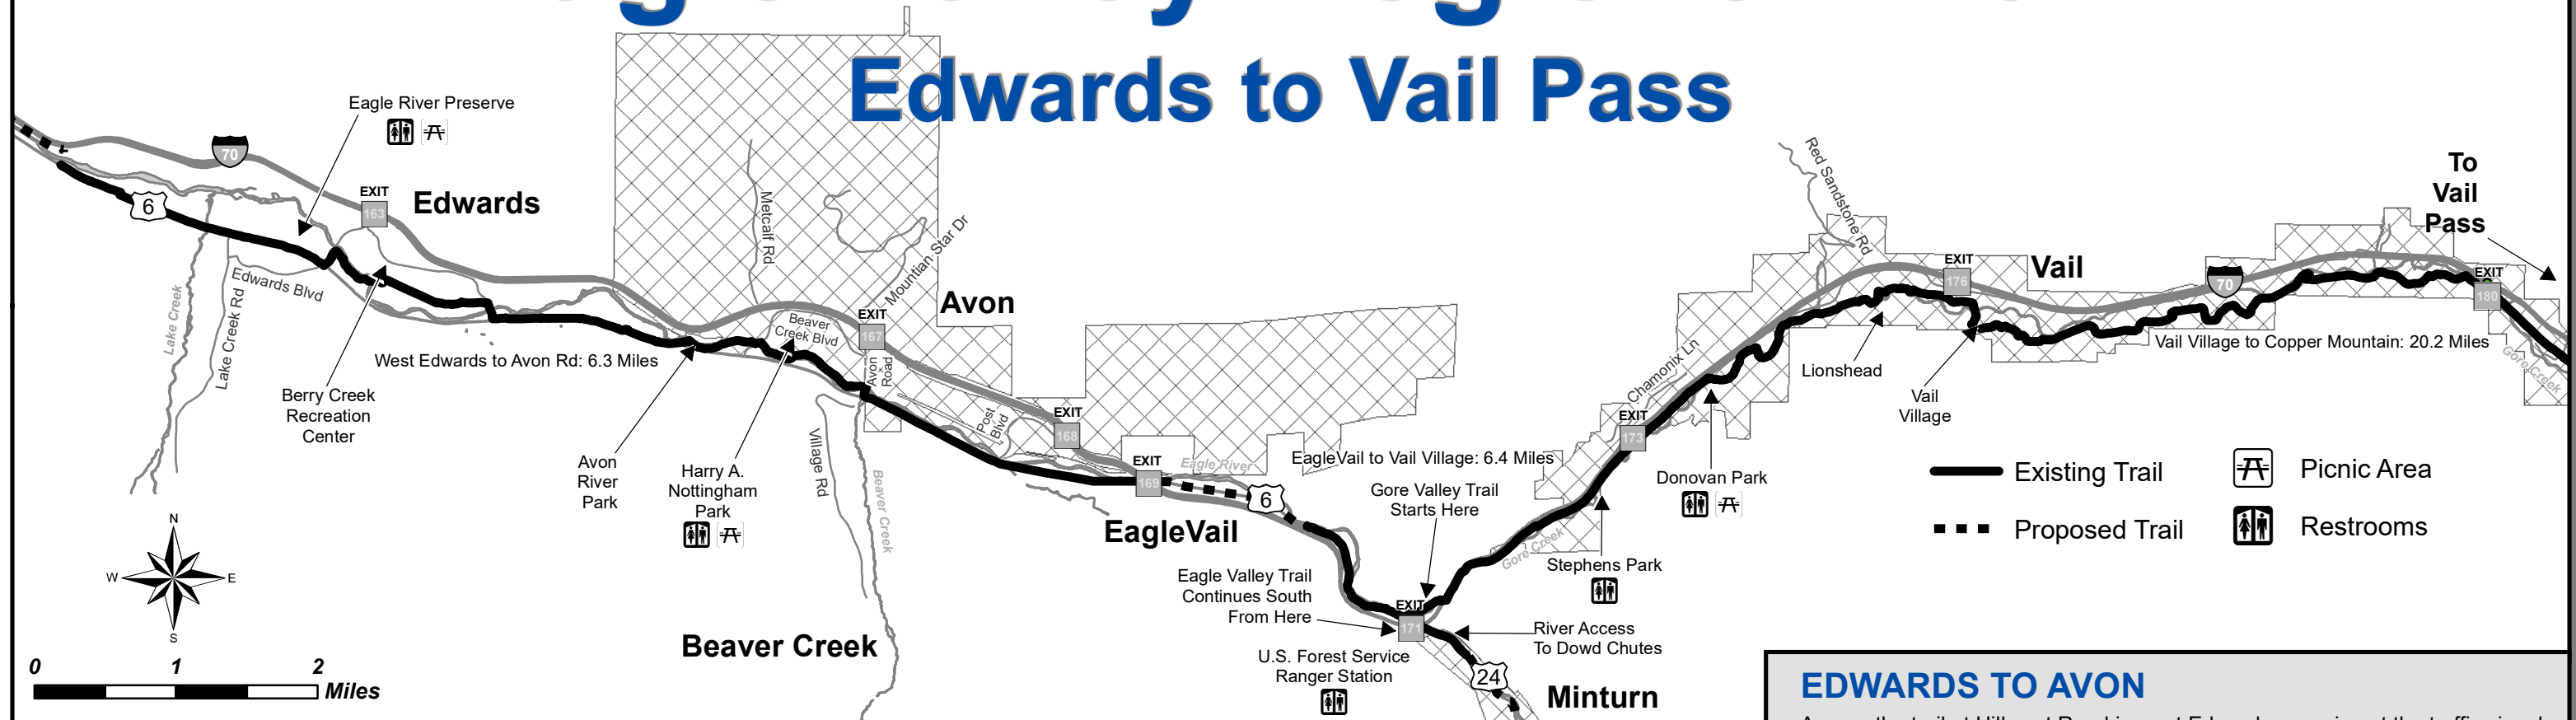 Edwards to Vail Pass
Eagle River Preserve
70
EXIT
163
Edwards
6
Lake Creek
Lake Creek Rd
Edwards Blvd
Berry Creek
Recreation
Center
West Edwards to Avon Rd: 6.3 Miles
Metcalf Rd
Mountian Star Dr
Avon
Beaver
Creek Blvd
EXIT
167
Avon
Road
Avon
River
Park
Harry A.
Nottingham
Park
Village Rd
Beaver Creek
Beaver Creek
Post
Blvd
EXIT
168
EXIT
169
Eagle River
6
EagleVail
EagleVail to Vail Village: 6.4 Miles
Gore Valley Trail
Starts Here
Eagle Valley Trail
Continues South
From Here
EXIT
171
U.S. Forest Service
Ranger Station
River Access
To Dowd Chutes
24
Minturn
Gore Creek
Stephens Park
EXIT
173
Chamonix Ln
Donovan Park
Red Sandstone Rd
Lionshead
EXIT
176
Vail
Vail
Village
70
Vail Village to Copper Mountain: 20.2 Miles
To
Vail
Pass
EXIT
180
Gore Creek
Existing Trail
Proposed Trail
Picnic Area
Restrooms
N
W
E
S
0 1 2
Miles
EDWARDS TO AVON